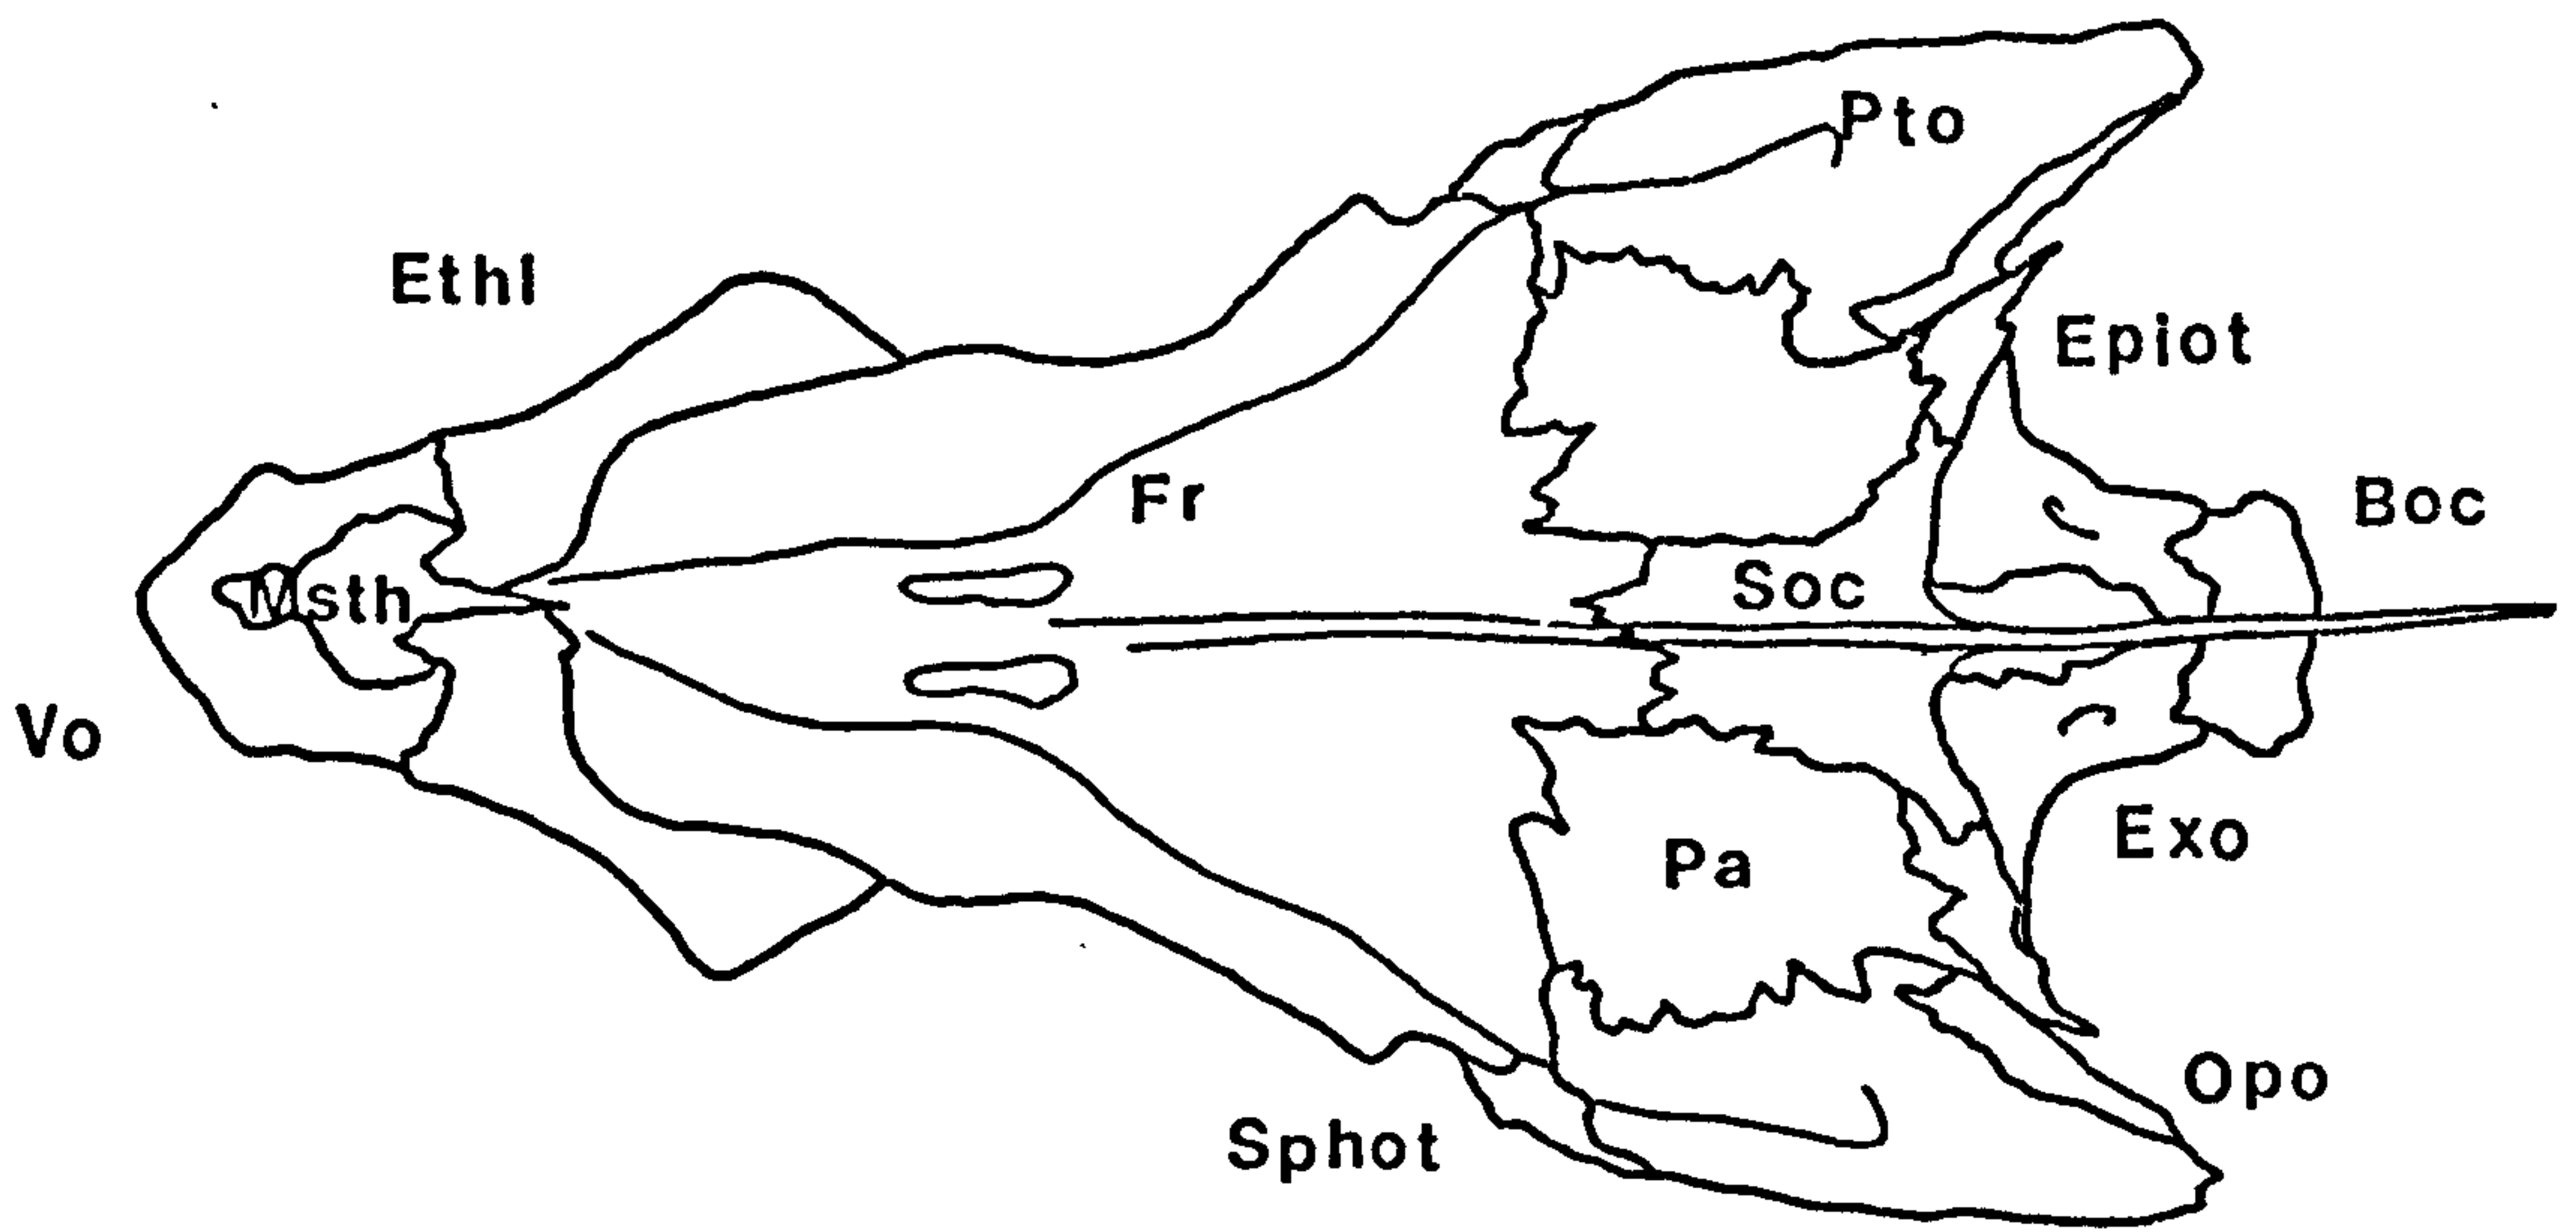 Pto
Ethl
Epiot
Fr
Boc
Msth
Soc
Vo
Exo
Pa
Opo
Sphot